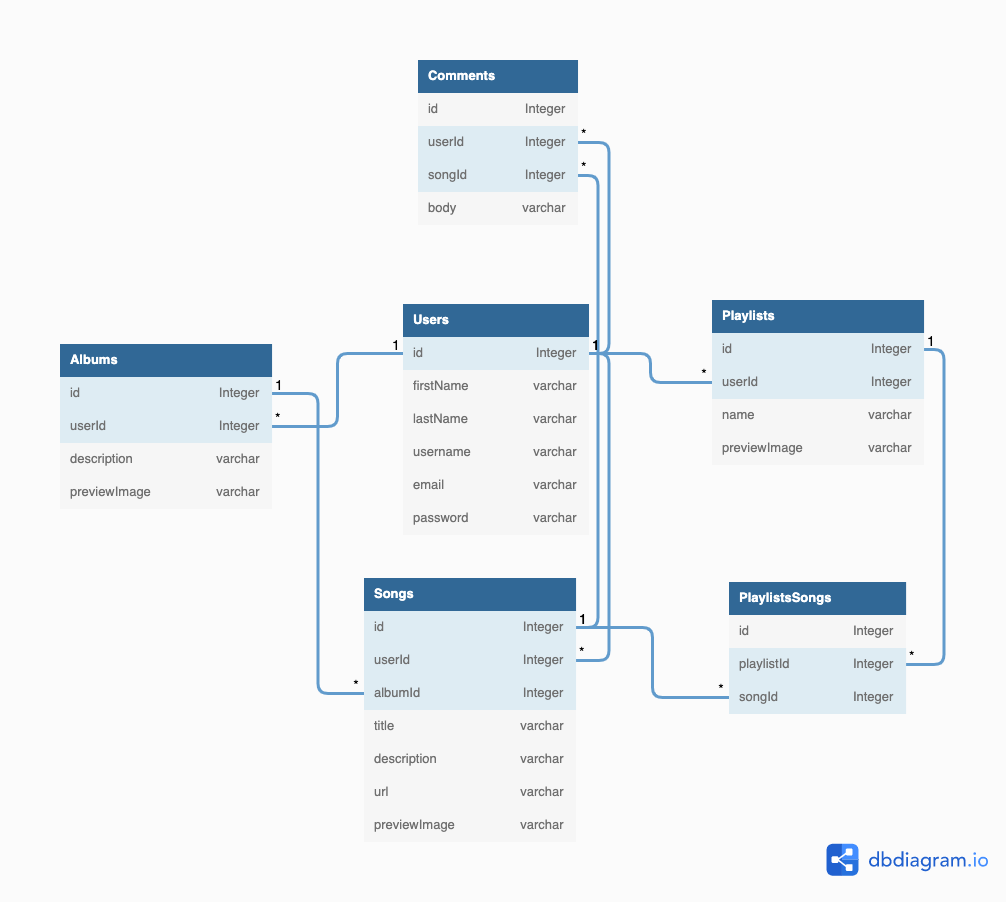 Comments
id Integer
*
userId Integer
*
songId Integer
body varchar
Users
1 id Integer 1
firstName varchar
lastName varchar
username varchar
email varchar
password varchar
Playlists
id Integer 1
* userId Integer
name varchar
previewImage varchar
Albums
id Integer 1
userId Integer *
description varchar
previewImage varchar
Songs
id Integer 1
userId Integer *
* albumId Integer
title varchar
description varchar
url varchar
previewImage varchar
PlaylistsSongs
id Integer
playlistId Integer *
* songId Integer
dbdiagram.io